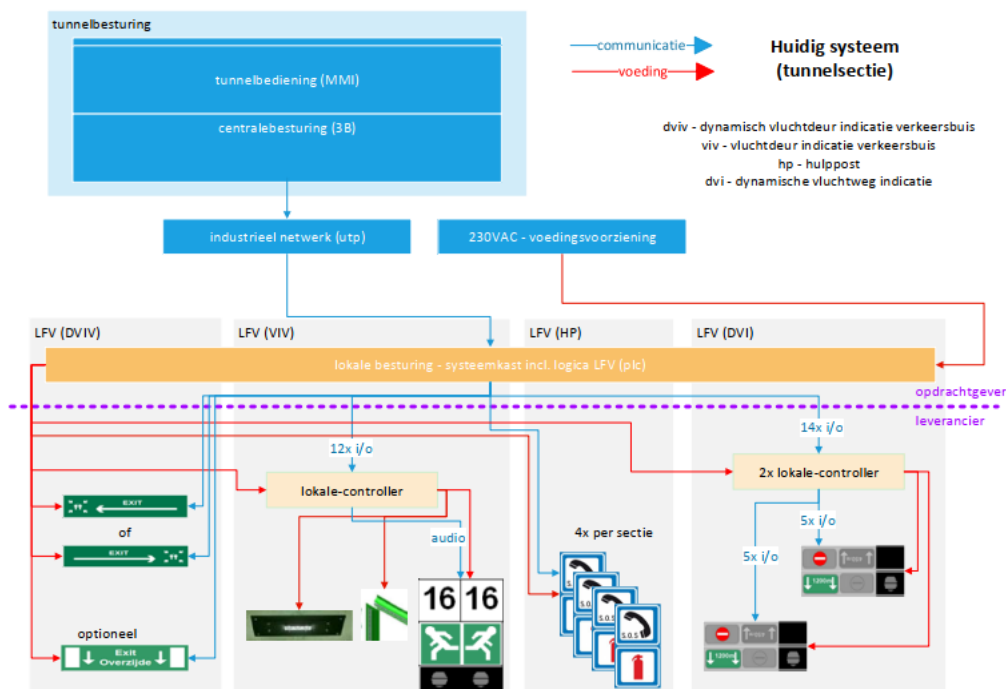 tunnelbesturing
tunnelbediening (MMI)
centralebesturing (3B)
communicatie
voeding
Huidig systeem
(tunnelsectie)
dviv - dynamisch vluchtdeur indicatie verkeersbuis
viv - vluchtdeur indicatie verkeersbuis
hp - hulppost
dvi - dynamische vluchtweg indicatie
industrieel netwerk (utp)
230VAC - voedingsvoorziening
LFV (DVIV)
LFV (VIV)
LFV (HP)
LFV (DVI)
lokale besturing - systeemkast incl. logica LFV (plc)
opdrachtgever
leverancier
12x i/o
14x i/o
lokale-controller
2x lokale-controller
EXIT
of
EXIT
audio
4x per sectie
5x i/o
5x i/o
16 16
S.O.S
1200m
optioneel
Exit
Overzijde
1200m